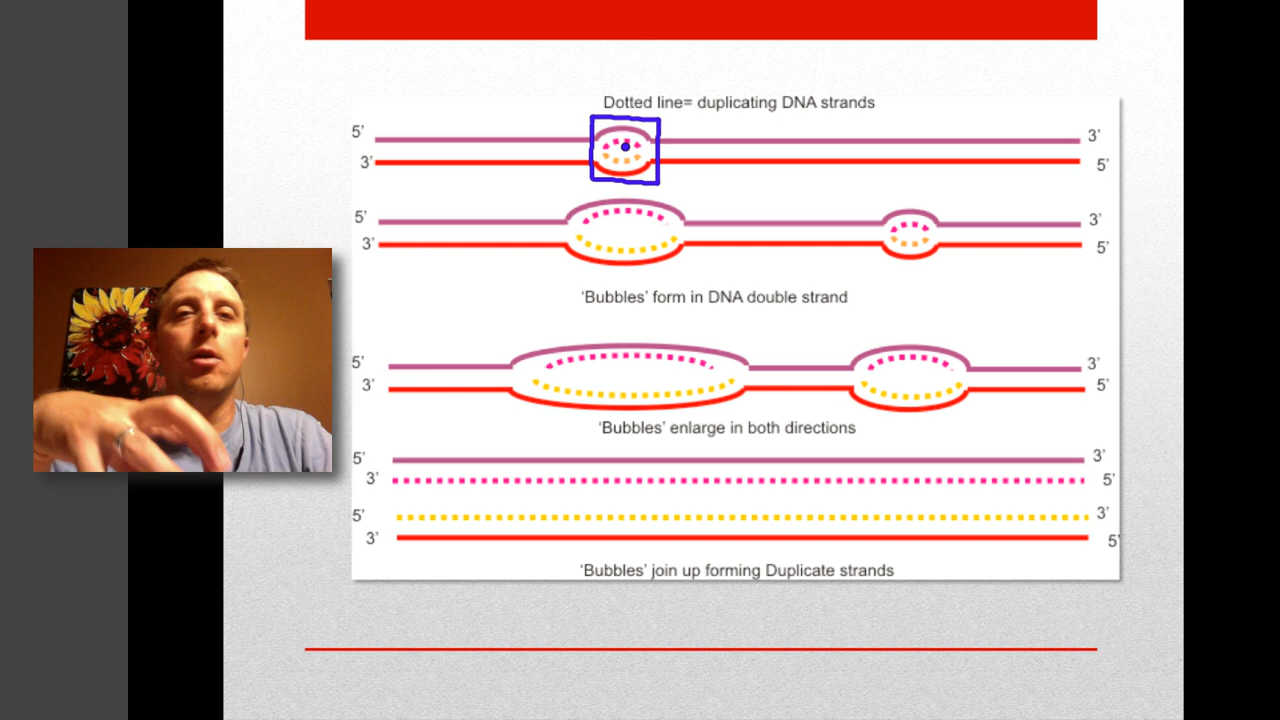 Dotted line= duplicating DNA strands
5’ 3’
3’ 5’
5’ 3’
3’ 5’
‘Bubbles’ form in DNA double strand
5’ 3’
3’ 5’
‘Bubbles’ enlarge in both directions
5’ 3’
3’ 5’
5’ 3’
3’ 5’
‘Bubbles’ join up forming Duplicate strands